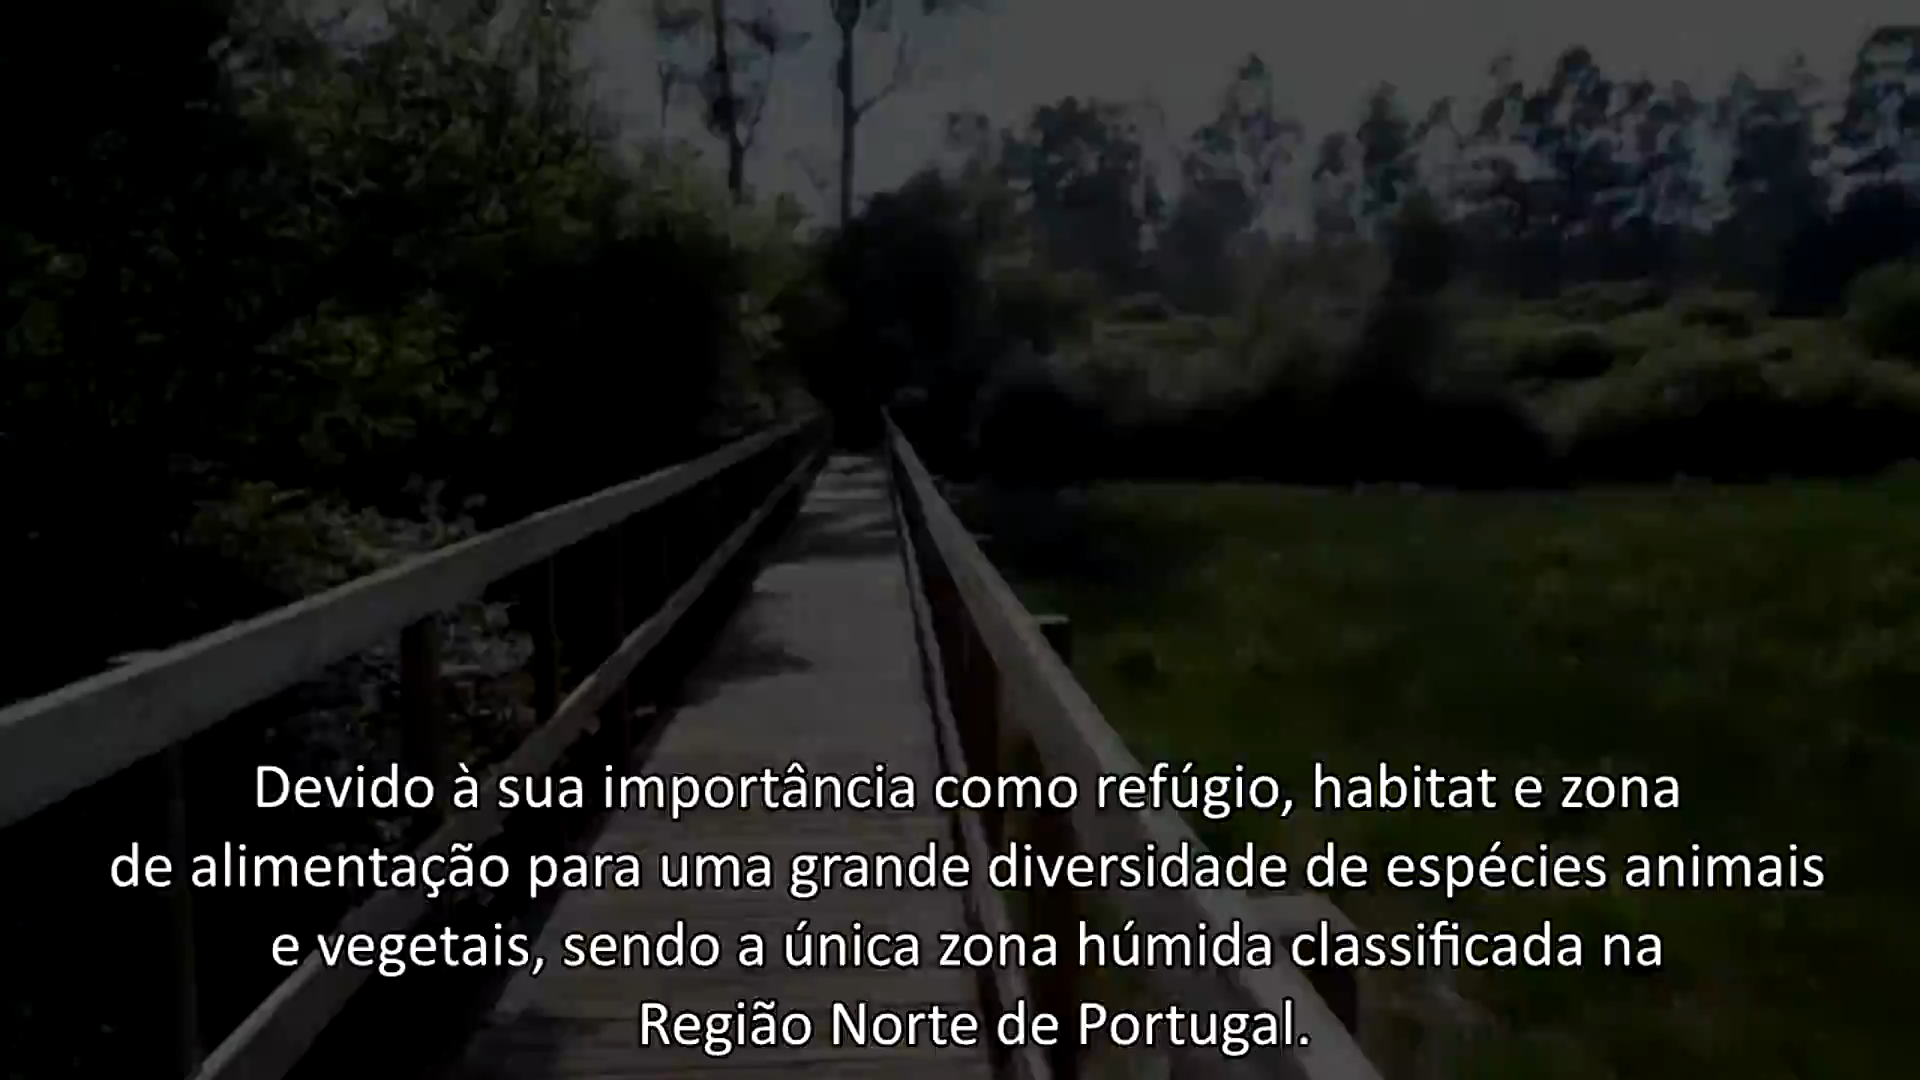 Devido à sua importância como refúgio, habitat e zona
de alimentação para uma grande diversidade de espécies animais
e vegetais, sendo a única zona húmida classificada na
Região Norte de Portugal.